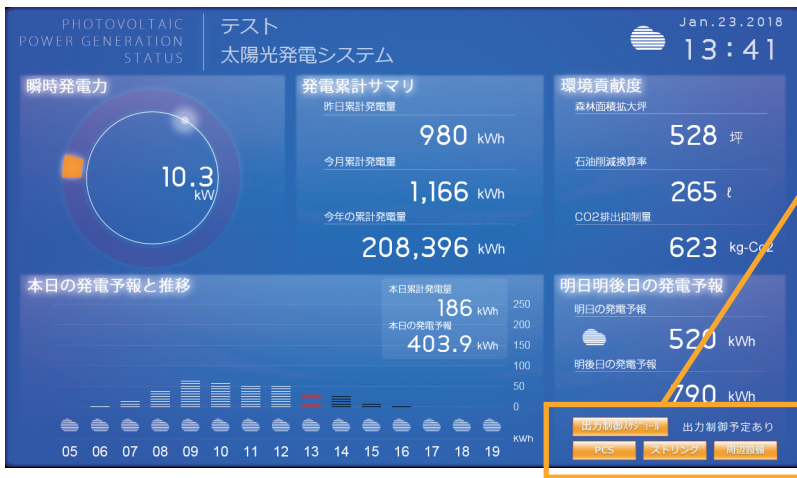 PHOTOVOLTAIC
POWER GENERATION
STATUS
テスト
太陽光発電システム
Jan.23.2018
13:41
瞬時発電力
10.3
kW
発電累計サマリ
昨日累計発電量
980 kWh
今月累計発電量
1,166 kWh
今年の累計発電量
208,396 kWh
環境貢献度
森林面積拡大坪
528 坪
石油削減換算率
265 ℓ
CO2排出抑制量
623 kg-Co2
本日の発電予報と推移
本日累計発電量
186 kWh
本日の発電予報
403.9 kWh
250
200
150
100
50
0
kWh
05 06 07 08 09 10 11 12 13 14 15 16 17 18 19
明日明後日の発電予報
明日の発電予報
520 kWh
明後日の発電予報
790 kWh
出力制御スケジュール 出力制御予定あり
PCS ストリング 周辺設備